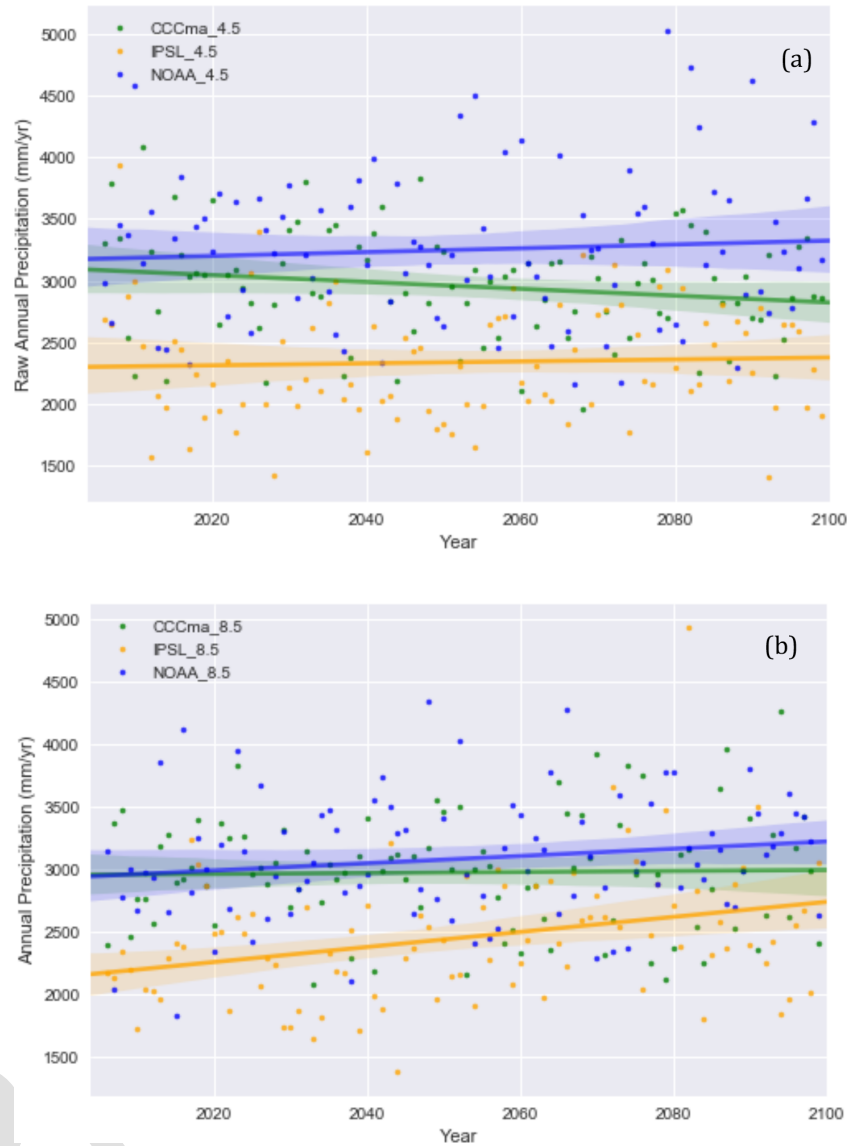 5000
4500
4000
3500
3000
2500
2000
1500
Raw Annual Precipitation (mm/yr)
CCCma_4.5
IPSL_4.5
NOAA_4.5
(a)
2020 2040 2060 2080 2100
Year
5000
4500
4000
3500
3000
2500
2000
1500
Annual Precipitation (mm/yr)
CCCma_8.5
IPSL_8.5
NOAA_8.5
(b)
2020 2040 2060 2080 2100
Year